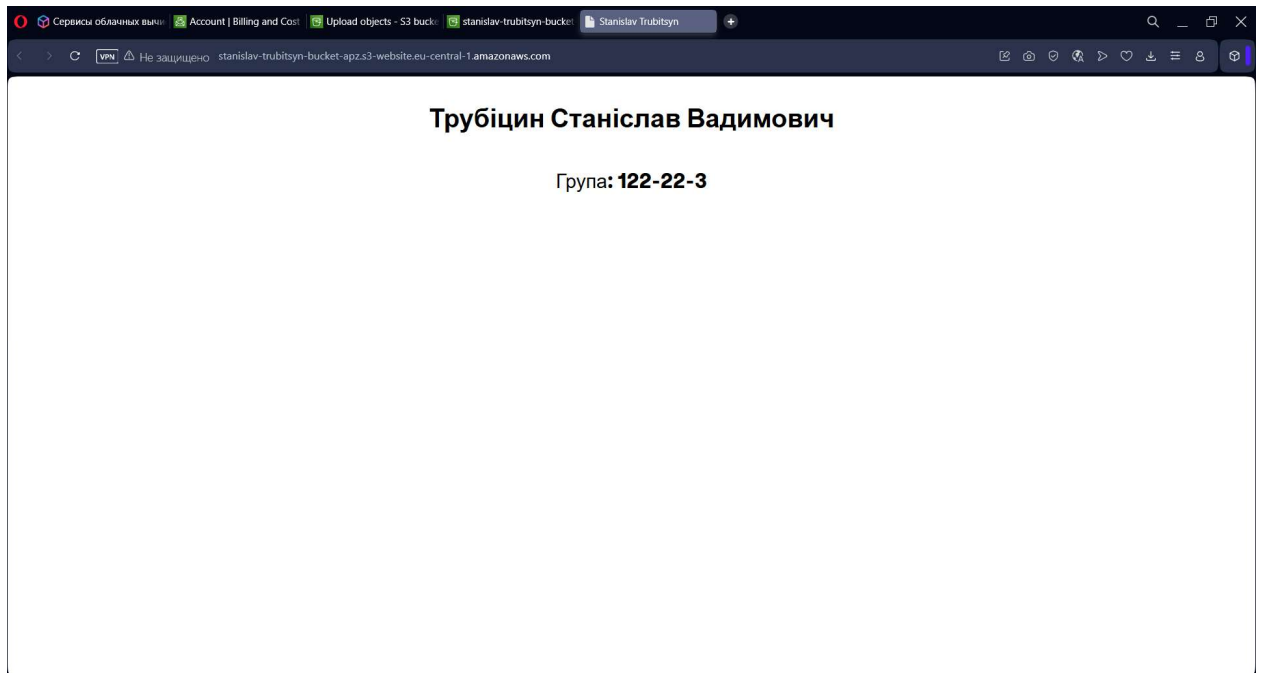 Сервисы облачных вычи Account | Billing and Cost Upload objects - S3 bucke stanislav-trubitsyn-bucket Stanislav Trubitsyn
VPN Не защищено stanislav-trubitsyn-bucket-apz.s3-website.eu-central-1.amazonaws.com
Трубіцин Станіслав Вадимович
Група: 122-22-3